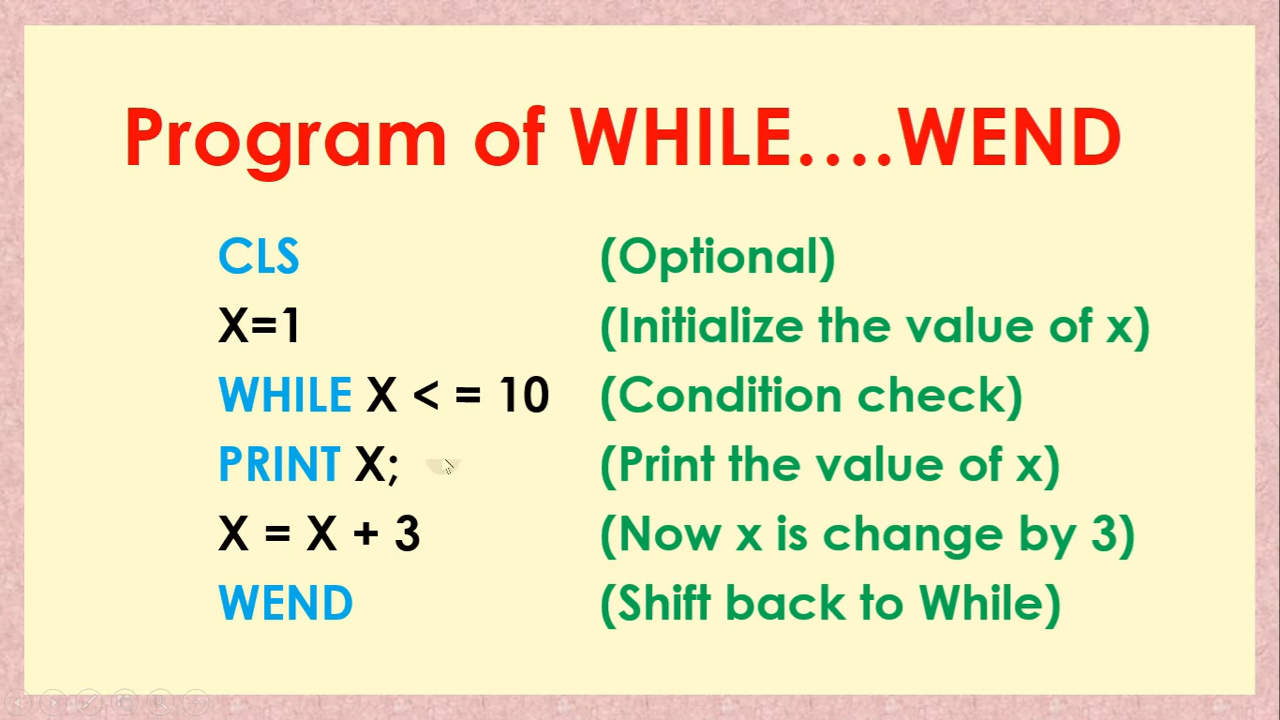 Program of WHILE....WEND
CLS (Optional)
X=1 (Initialize the value of x)
WHILE X < = 10 (Condition check)
PRINT X; (Print the value of x)
X = X + 3 (Now x is change by 3)
WEND (Shift back to While)